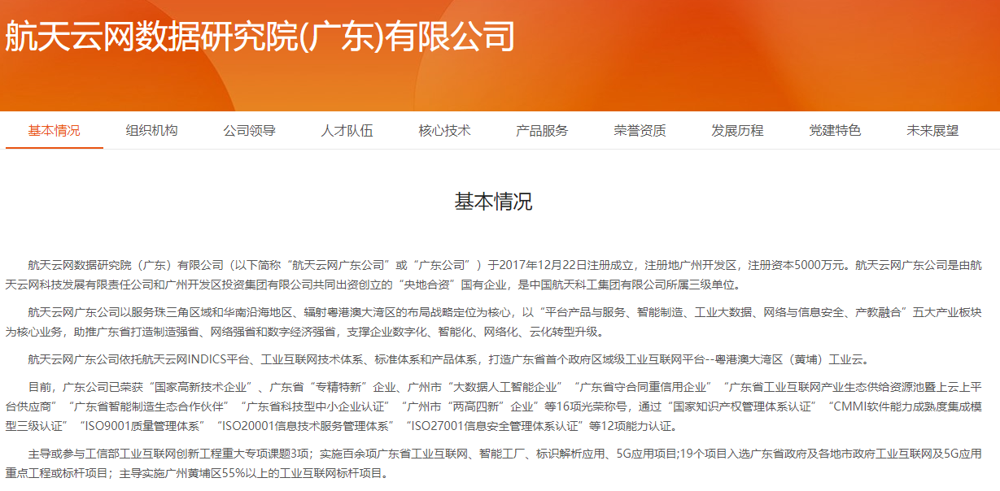 航天云网数据研究院(广东)有限公司
基本情况 组织机构 公司领导 人才队伍 核心技术 产品服务 荣誉资质 发展历程 党建特色 未来展望
基本情况
航天云网数据研究院（广东）有限公司（以下简称“航天云网广东公司”或“广东公司”）于2017年12月22日注册成立，注册地广州开发区，注册资本5000万元。航天云网广东公司是由航
天云网科技发展有限责任公司和广州开发区投资集团有限公司共同出资创立的“央地合资”国有企业，是中国航天科工集团有限公司所属三级单位。
航天云网广东公司以服务珠三角区域和华南沿海地区、辐射粤港澳大湾区的布局战略定位为核心，以“平台产品与服务、智能制造、工业大数据、网络与信息安全、产教融合”五大产业板块
为核心业务，助推广东省打造制造强省、网络强省和数字经济强省，支撑企业数字化、智能化、网络化、云化转型升级。
航天云网广东公司依托航天云网INDICS平台、工业互联网技术体系、标准体系和产品体系，打造广东省首个政府区域级工业互联网平台--粤港澳大湾区（黄埔）工业云。
目前，广东公司已荣获“国家高新技术企业”、广东省“专精特新”企业、广州市“大数据人工智能企业”“广东省守合同重信用企业”“广东省工业互联网产业生态供给资源池暨上云上平
台供应商”“广东省智能制造生态合作伙伴”“广东省科技型中小企业认证”“广州市“两高四新”企业”等16项光荣称号，通过“国家知识产权管理体系认证”“CMMI软件能力成熟度集成模
型三级认证”“ISO9001质量管理体系”“ISO20001信息技术服务管理体系”“ISO27001信息安全管理体系认证”等12项能力认证。
主导或参与工信部工业互联网创新工程重大专项课题3项；实施百余项广东省工业互联网、智能工厂、标识解析应用、5G应用项目;19个项目入选广东省政府及各地市政府工业互联网及5G应用
重点工程或标杆项目；主导实施广州黄埔区55%以上的工业互联网标杆项目。